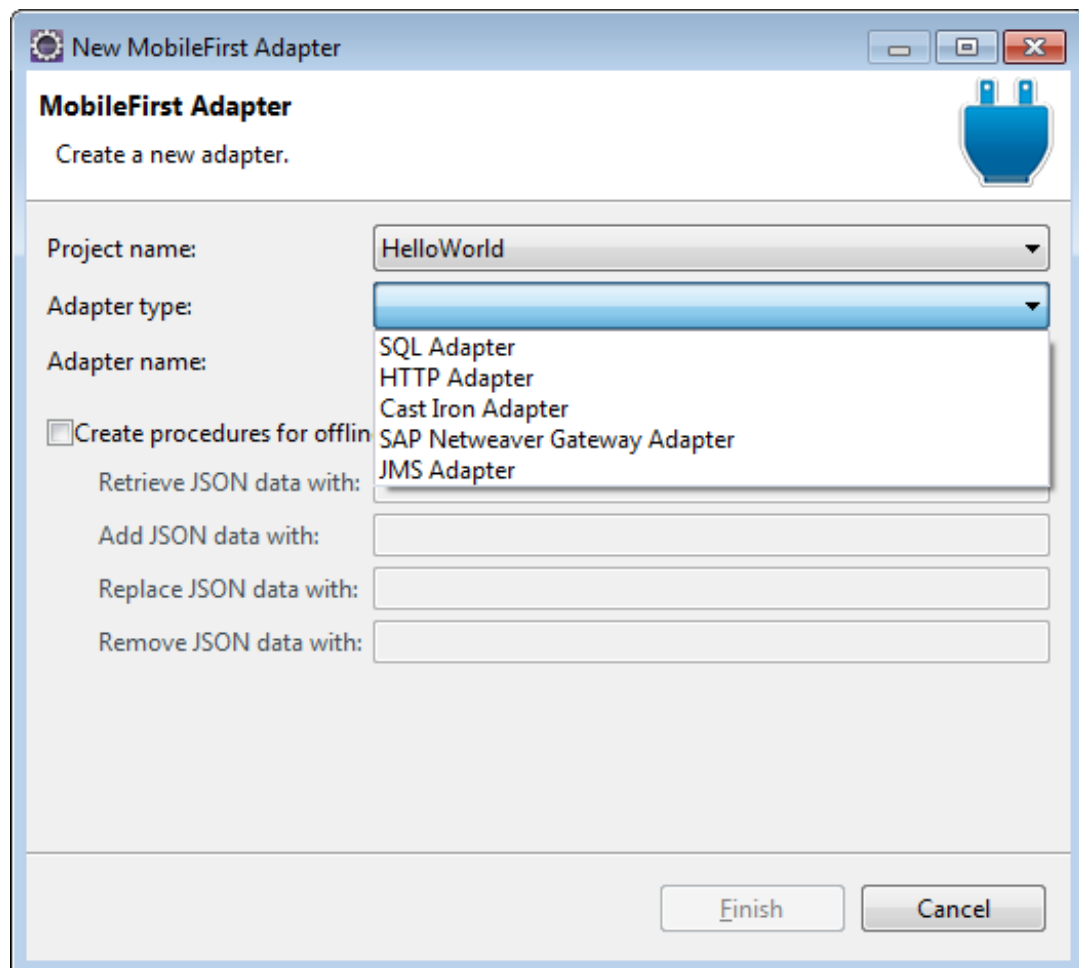 New MobileFirst Adapter
MobileFirst Adapter
Create a new adapter.
Project name: HelloWorld
Adapter type:
SQL Adapter
Adapter name:
HTTP Adapter
Cast Iron Adapter
Create procedures for offlin
SAP Netweaver Gateway Adapter
JMS Adapter
Retrieve JSON data with:
Add JSON data with:
Replace JSON data with:
Remove JSON data with:
Finish Cancel